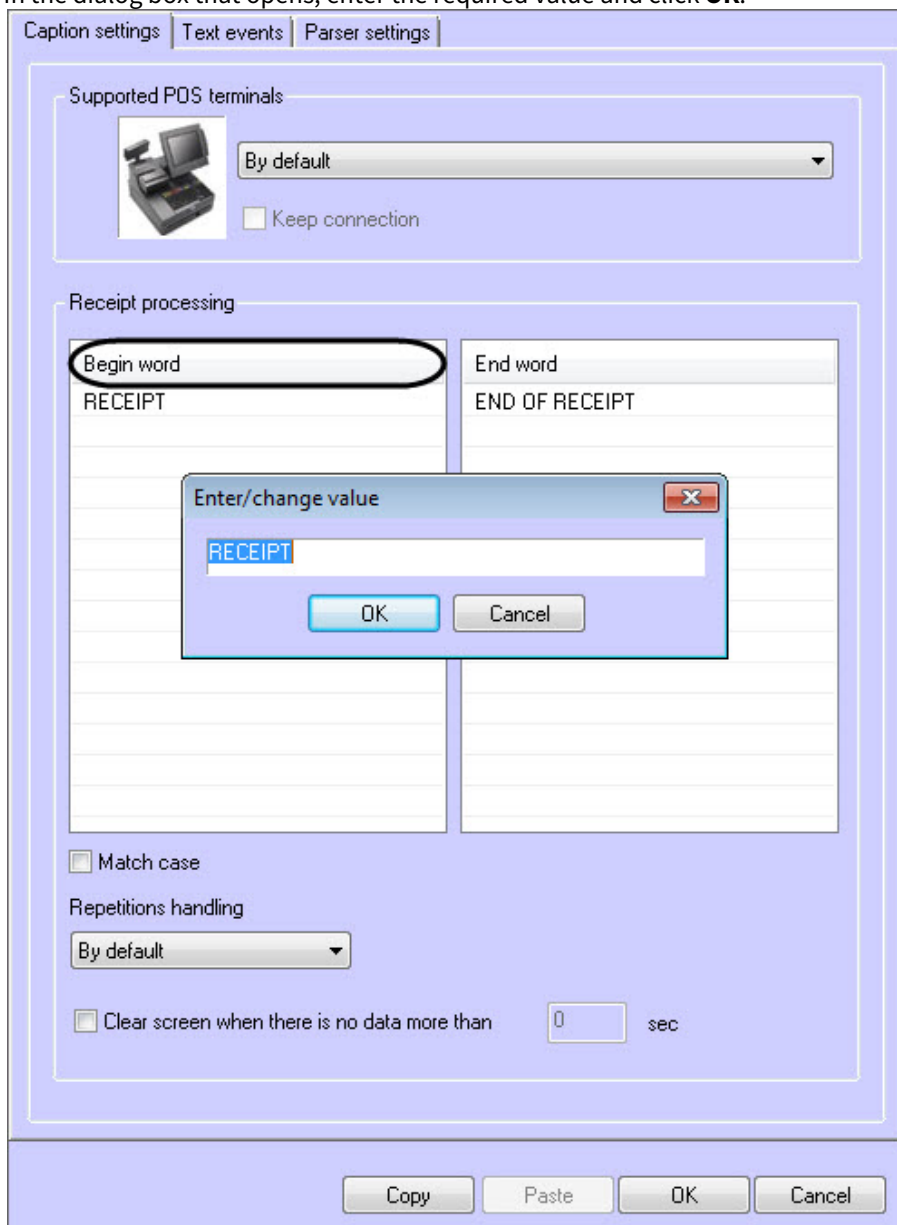 In the dialog box that opens, enter the required value and click OK.
Caption settings Text events Parser settings
Supported POS terminals
By default
Keep connection
Receipt processing
Begin word End word
RECEIPT END OF RECEIPT
Enter/change value
RECEIPT
OK Cancel
Match case
Repetitions handling
By default
Clear screen when there is no data more than 0 sec
Copy Paste OK Cancel